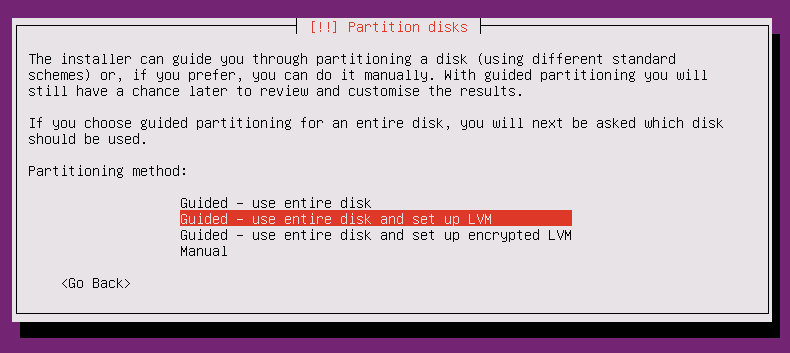 [!!] Partition disks
The installer can guide you through partitioning a disk (using different standard
schemes) or, if you prefer, you can do it manually. With guided partitioning you will
still have a chance later to review and customise the results.
If you choose guided partitioning for an entire disk, you will next be asked which disk
should be used.
Partitioning method:
Guided – use entire disk
Guided – use entire disk and set up LVM
Guided – use entire disk and set up encrypted LVM
Manual
<Go Back>